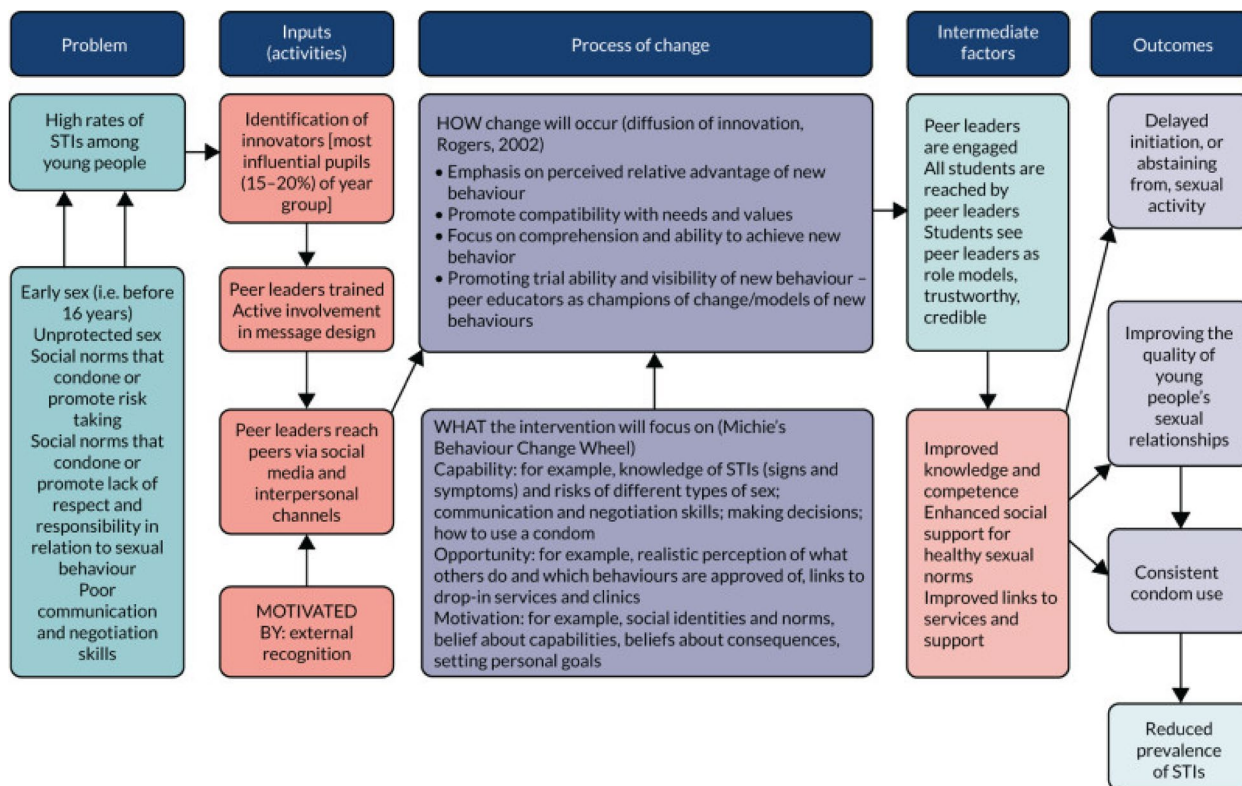 Problem
High rates of
STIs among
young people
Early sex (i.e. before
16 years)
Unprotected sex
Social norms that
condone or
promote risk
taking
Social norms that
condone or
promote lack of
respect and
responsibility in
relation to sexual
behaviour
Poor
communication
and negotiation
skills
Inputs
(activities)
Identification of
innovators [most
influential pupils
(15–20%) of year
group]
Peer leaders trained
Active involvement
in message design
Peer leaders reach
peers via social
media and
interpersonal
channels
MOTIVATED
BY: external
recognition
Process of change
HOW change will occur (diffusion of innovation,
Rogers, 2002)
• Emphasis on perceived relative advantage of new
behaviour
• Promote compatibility with needs and values
• Focus on comprehension and ability to achieve new
behavior
• Promoting trial ability and visibility of new behaviour –
peer educators as champions of change/models of new
behaviours
WHAT the intervention will focus on (Michie's
Behaviour Change Wheel)
Capability: for example, knowledge of STIs (signs and
symptoms) and risks of different types of sex;
communication and negotiation skills; making decisions;
how to use a condom
Opportunity: for example, realistic perception of what
others do and which behaviours are approved of, links to
drop-in services and clinics
Motivation: for example, social identities and norms,
belief about capabilities, beliefs about consequences,
setting personal goals
Intermediate
factors
Peer leaders
are engaged
All students are
reached by
peer leaders
Students see
peer leaders as
role models,
trustworthy,
credible
Improved
knowledge and
competence
Enhanced social
support for
healthy sexual
norms
Improved links to
services and
support
Outcomes
Delayed
initiation, or
abstaining
from, sexual
activity
Improving the
quality of
young
people's
sexual
relationships
Consistent
condom use
Reduced
prevalence
of STIs